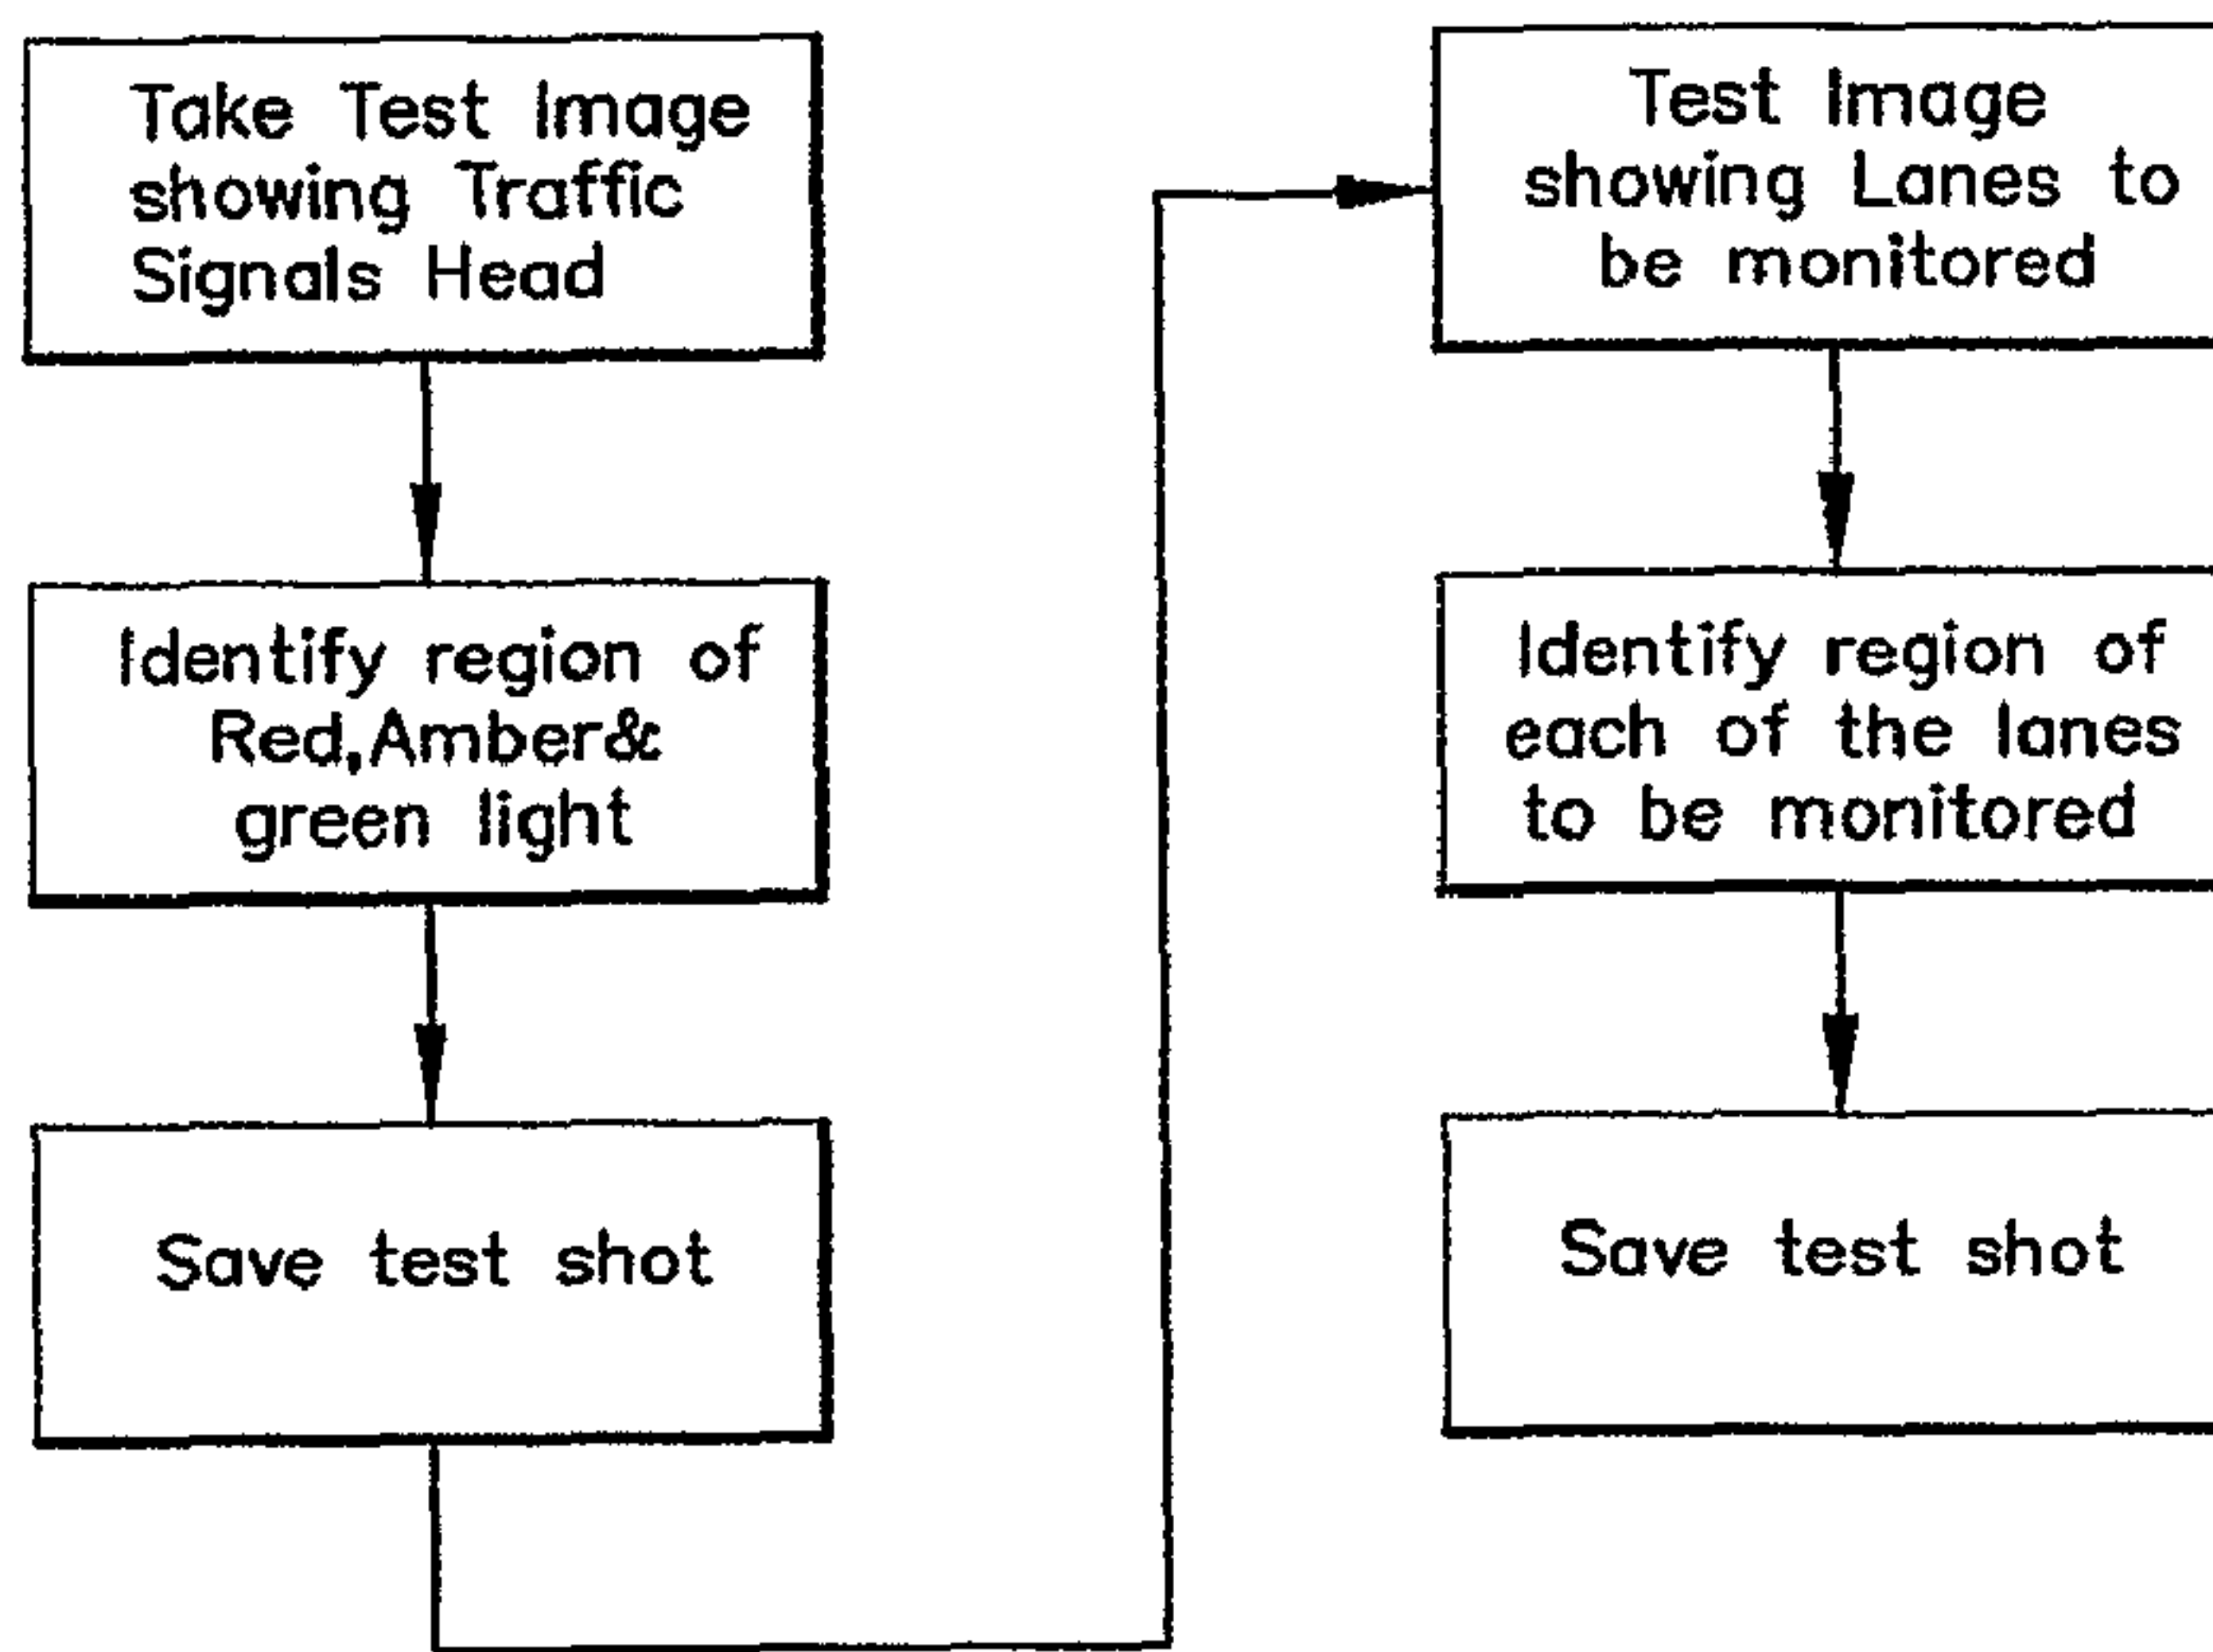 Take Test Image
showing Traffic
Signals Head
Identify region of
Red,Amber&
green light
Save test shot
Test Image
showing Lanes to
be monitored
Identify region of
each of the lanes
to be monitored
Save test shot